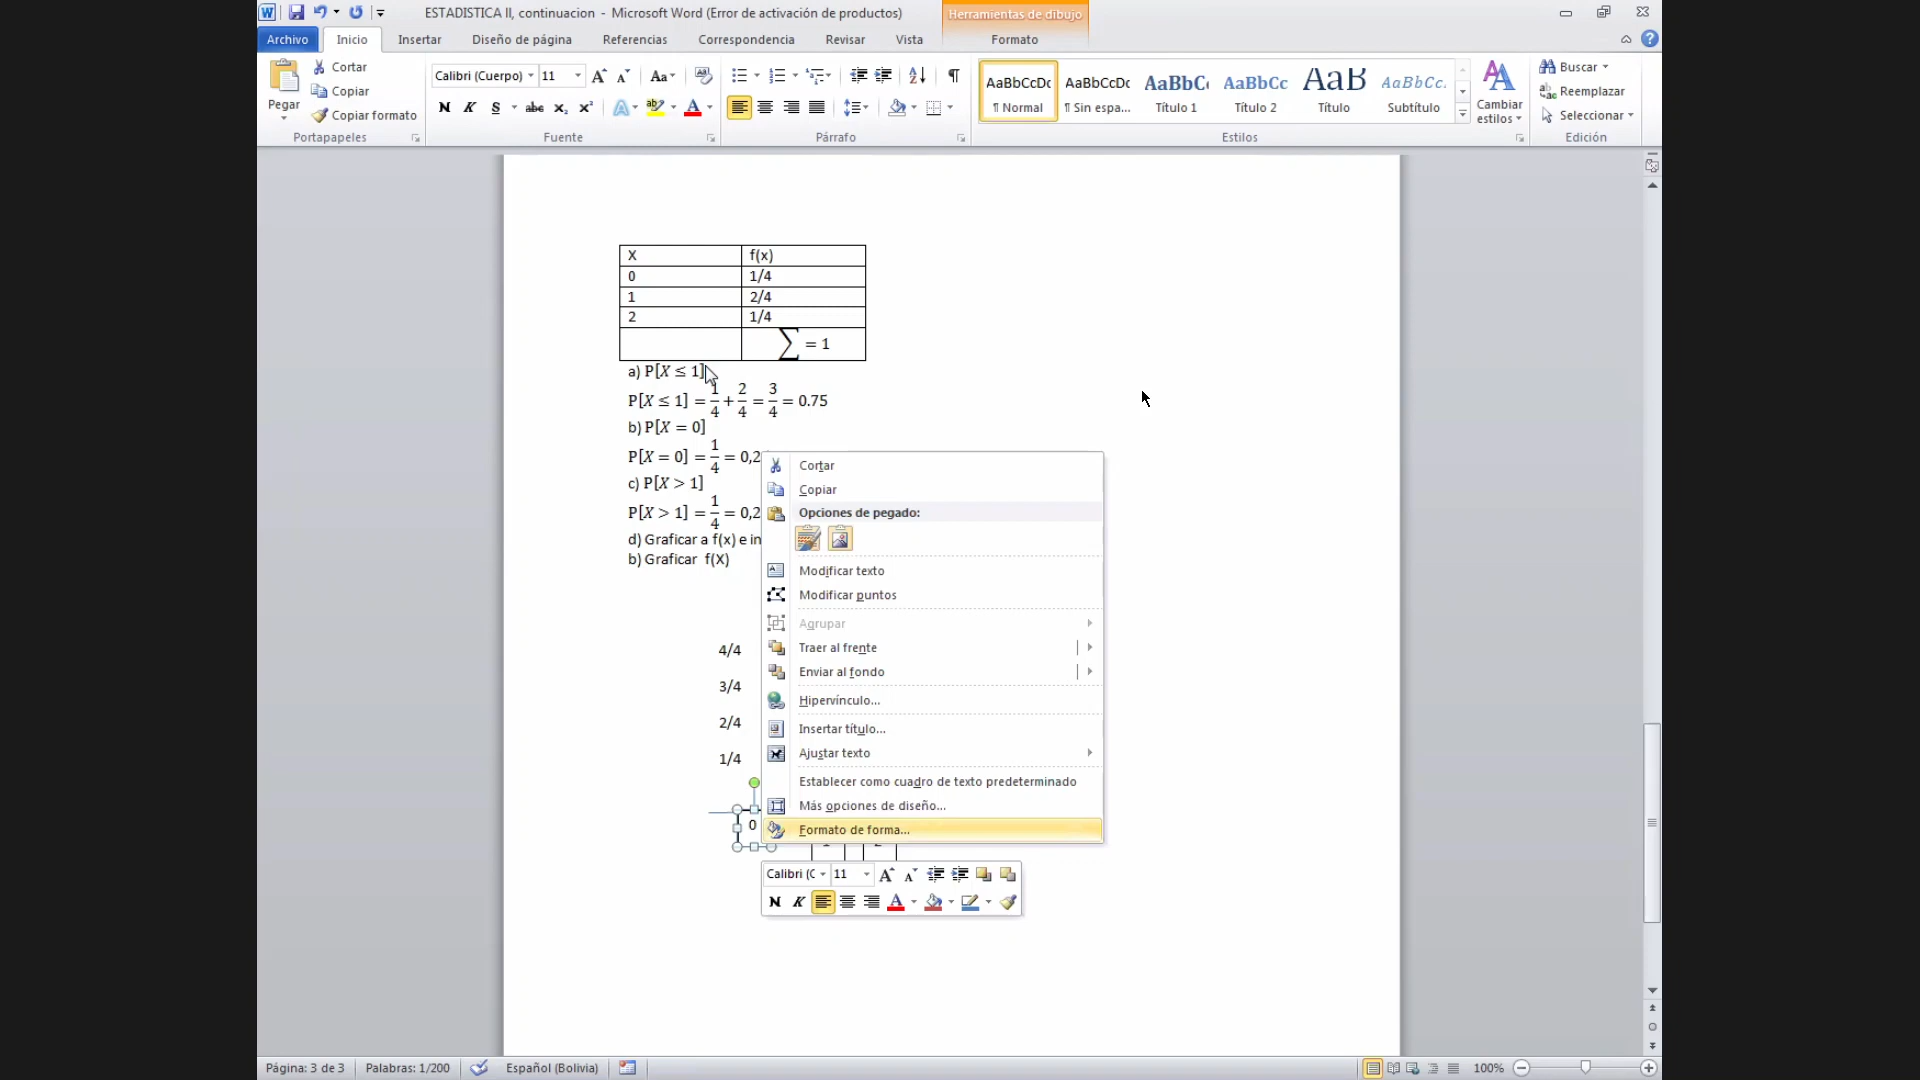 ESTADISTICA II, continuacion - Microsoft Word (Error de activación de productos)
Herramientas de dibujo
Archivo Inicio Insertar Diseño de página Referencias Correspondencia Revisar Vista Formato
Pegar
Cortar
Copiar
Copiar formato
Portapapeles
Calibri (Cuerpo) 11
N K S abc x₂ x²
Fuente
Párrafo
AaBbCcDc AaBbCcDc AaBbC AaBbCc AaB AaBbCc.
¶ Normal ¶ Sin espa... Título 1 Título 2 Título Subtítulo
Cambiar estilos
Estilos
Buscar
Reemplazar
Seleccionar
Edición
X f(x)
0 1/4
1 2/4
2 1/4
∑ = 1
a) P[X ≤ 1]
P[X ≤ 1] = 1/4 + 2/4 = 3/4 = 0.75
b) P[X = 0]
P[X = 0] = 1/4 = 0,2
c) P[X > 1]
P[X > 1] = 1/4 = 0,2
d) Graficar a f(x) e in
b) Graficar f(X)
4/4
3/4
2/4
1/4
0
Cortar
Copiar
Opciones de pegado:
Modificar texto
Modificar puntos
Agrupar
Traer al frente
Enviar al fondo
Hipervínculo...
Insertar título...
Ajustar texto
Establecer como cuadro de texto predeterminado
Más opciones de diseño...
Formato de forma...
Calibri (C 11
N K
Página: 3 de 3 Palabras: 1/200 Español (Bolivia) 100%